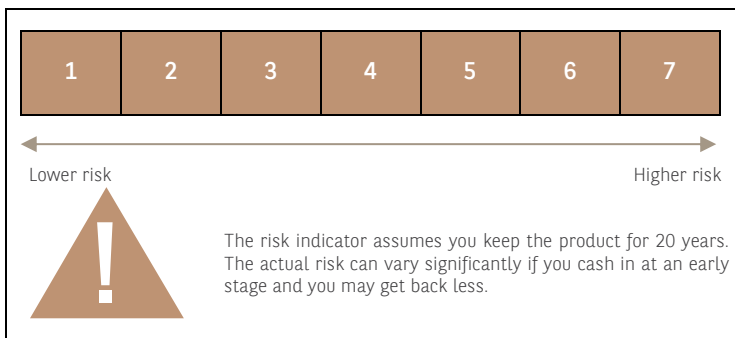 1 2 3 4 5 6 7
Lower risk Higher risk
!
The risk indicator assumes you keep the product for 20 years.
The actual risk can vary significantly if you cash in at an early
stage and you may get back less.